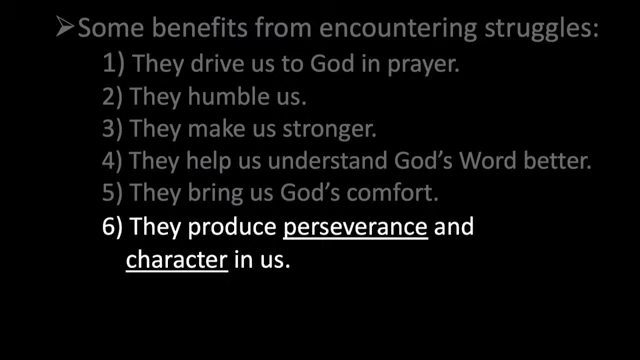 ➢Some benefits from encountering struggles:
1) They drive us to God in prayer.
2) They humble us.
3) They make us stronger.
4) They help us understand God's Word better.
5) They bring us God's comfort.
6) They produce perseverance and
character in us.